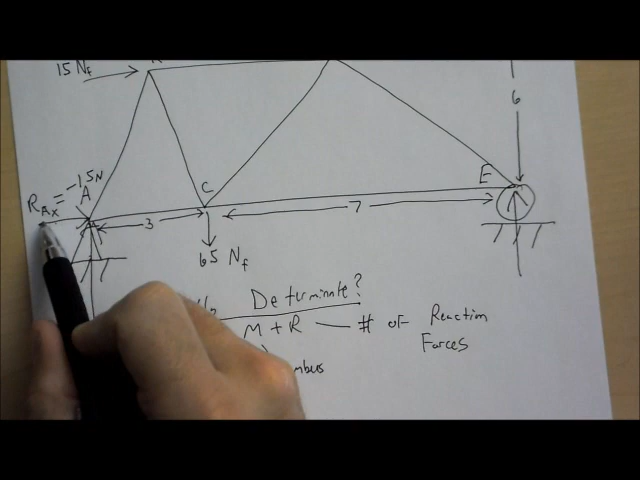 15 Nf
6
RAx = -15N
A
E
C
3
7
65 Nf
Determinate?
M + R — # of Reaction
Forces